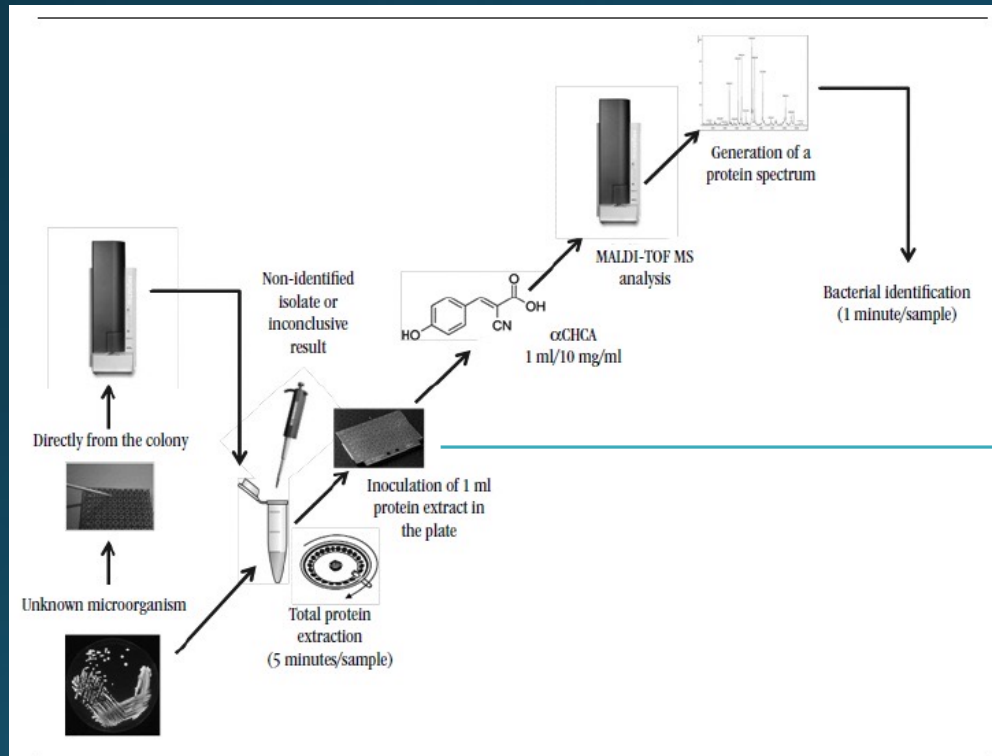 Generation of a
protein spectrum
MALDI-TOF MS
analysis
Bacterial identification
(1 minute/sample)
Non-identified
isolate or
inconclusive
result
O
OH
CN
HO
αCHCA
1 ml/10 mg/ml
Directly from the colony
Inoculation of 1 ml
protein extract in
the plate
Unknown microorganism
Total protein
extraction
(5 minutes/sample)